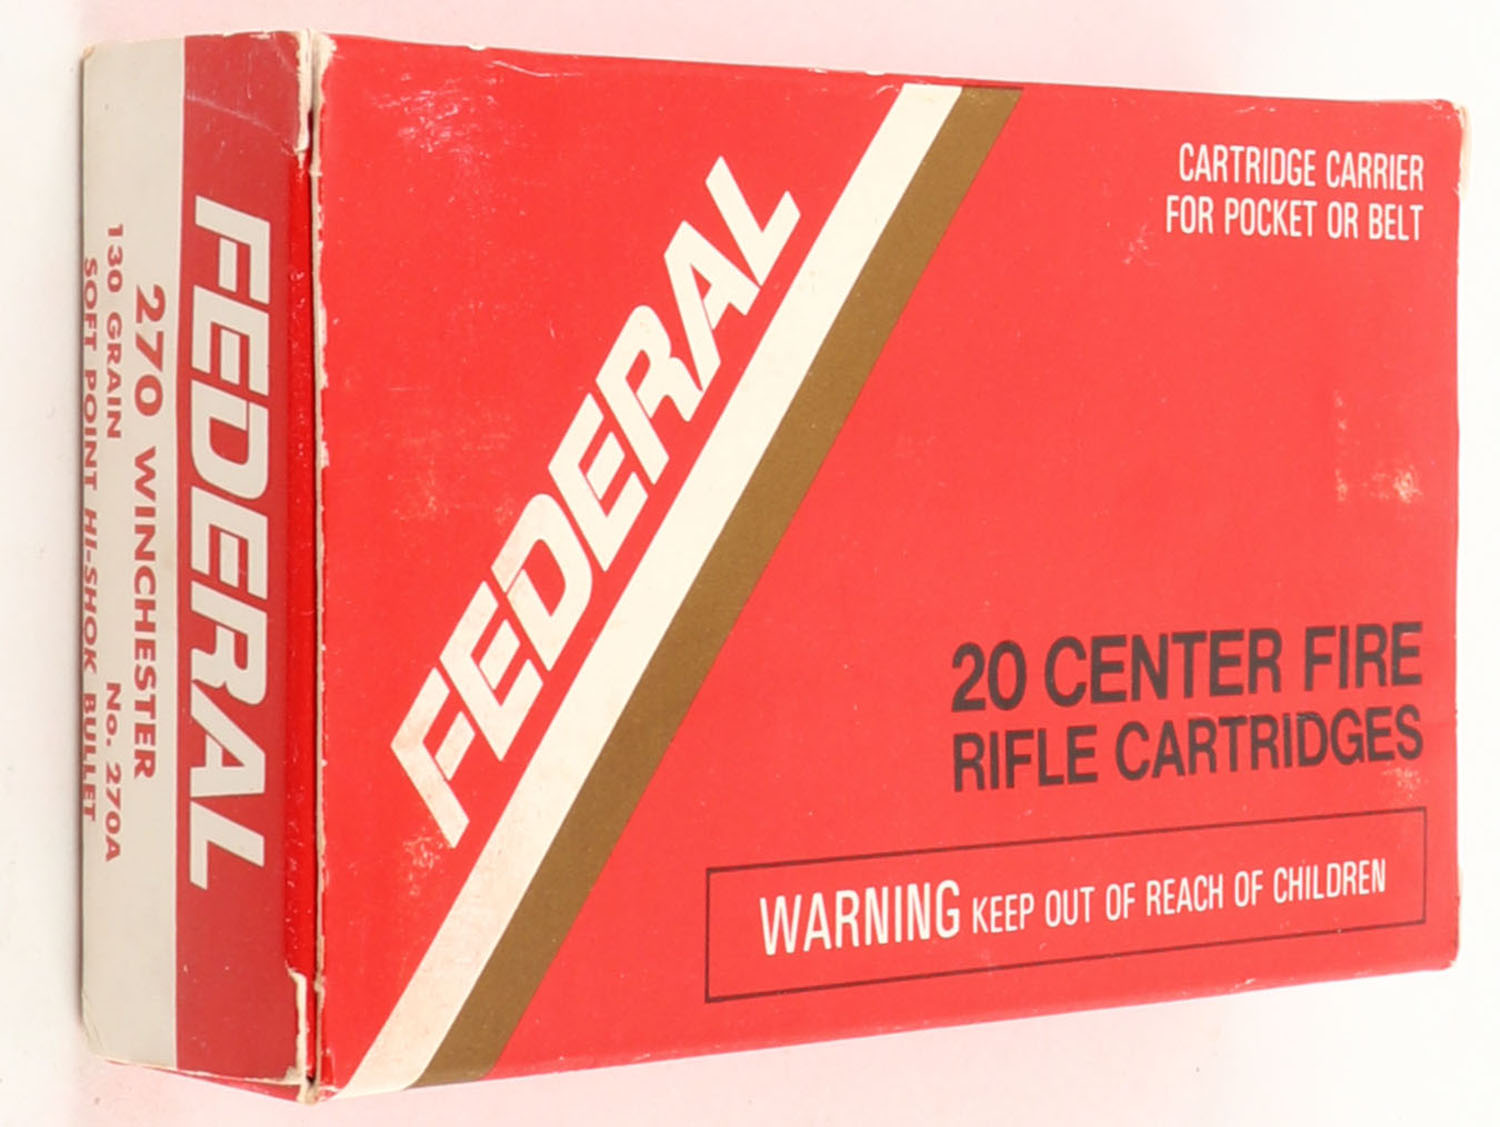 FEDERAL
270 WINCHESTER
130 GRAIN No. 270A
SOFT POINT HI-SHOK BULLET
FEDERAL
CARTRIDGE CARRIER
FOR POCKET OR BELT
20 CENTER FIRE
RIFLE CARTRIDGES
WARNING KEEP OUT OF REACH OF CHILDREN